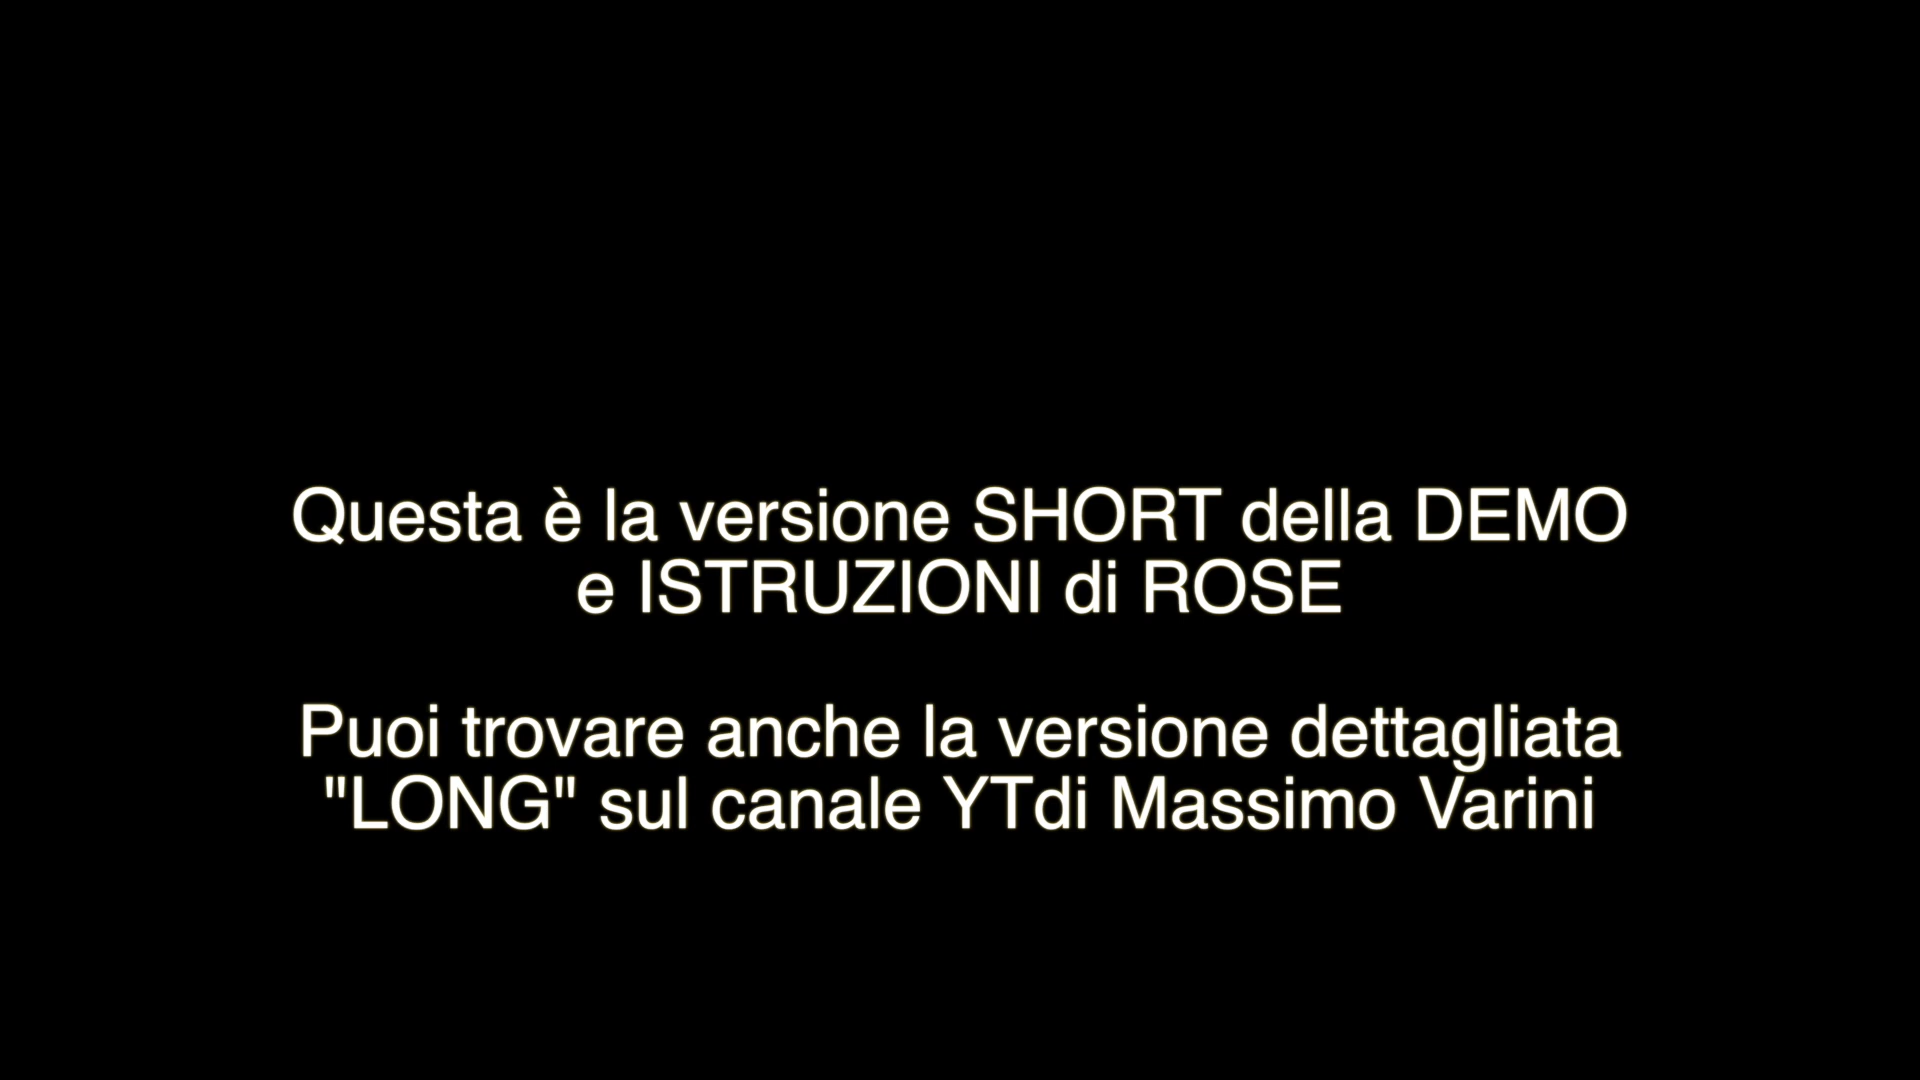 Questa è la versione SHORT della DEMO
e ISTRUZIONI di ROSE
Puoi trovare anche la versione dettagliata
"LONG" sul canale YTdi Massimo Varini